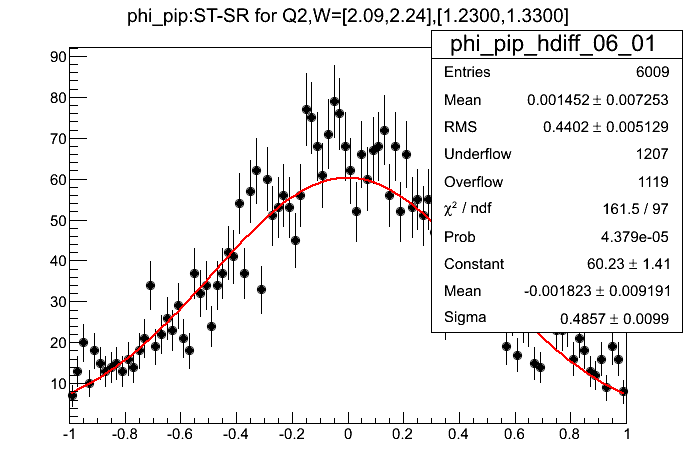 phi_pip:ST-SR for Q2,W=[2.09,2.24],[1.2300,1.3300]
phi_pip_hdiff_06_01
Entries 6009
Mean 0.001452 ± 0.007253
RMS 0.4402 ± 0.005129
Underflow 1207
Overflow 1119
χ² / ndf 161.5 / 97
Prob 4.379e-05
Constant 60.23 ± 1.41
Mean -0.001823 ± 0.009191
Sigma 0.4857 ± 0.0099
90
80
70
60
50
40
30
20
10
-1 -0.8 -0.6 -0.4 -0.2 0 0.2 0.4 0.6 0.8 1